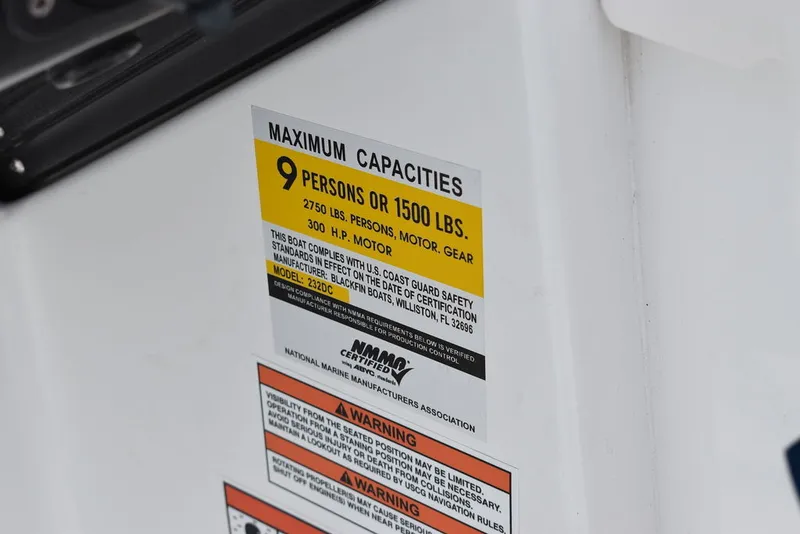 MAXIMUM CAPACITIES
9 PERSONS OR 1500 LBS.
2750 LBS. PERSONS, MOTOR. GEAR
300 H.P. MOTOR
THIS BOAT COMPLIES WITH U.S. COAST GUARD SAFETY
STANDARDS IN EFFECT ON THE DATE OF CERTIFICATION
MANUFACTURER: BLACKFIN BOATS, WILLISTON, FL 32696
MODEL: 232DC
DESIGN COMPLIANCE WITH NMMA REQUIREMENTS BELOW IS VERIFIED
MANUFACTURER RESPONSIBLE FOR PRODUCTION CONTROL
NMMA
CERTIFIED
using ABYC standards
NATIONAL MARINE MANUFACTURERS ASSOCIATION
WARNING
VISIBILITY FROM THE SEATED POSITION MAY BE LIMITED.
OPERATION FROM A STANING POSITION MAY BE NECESSARY.
AVOID SERIOUS INJURY OR DEATH FROM COLLISIONS.
MAINTAIN A LOOKOUT AS REQUIRED BY USCG NAVIGATION RULES.
WARNING
ROTATING PROPELLER(S) MAY CAUSE SERIOUS
SHUT OFF ENGINE(S) WHEN NEAR